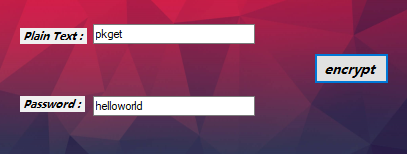 Plain Text : pkget
encrypt
Password : helloworld